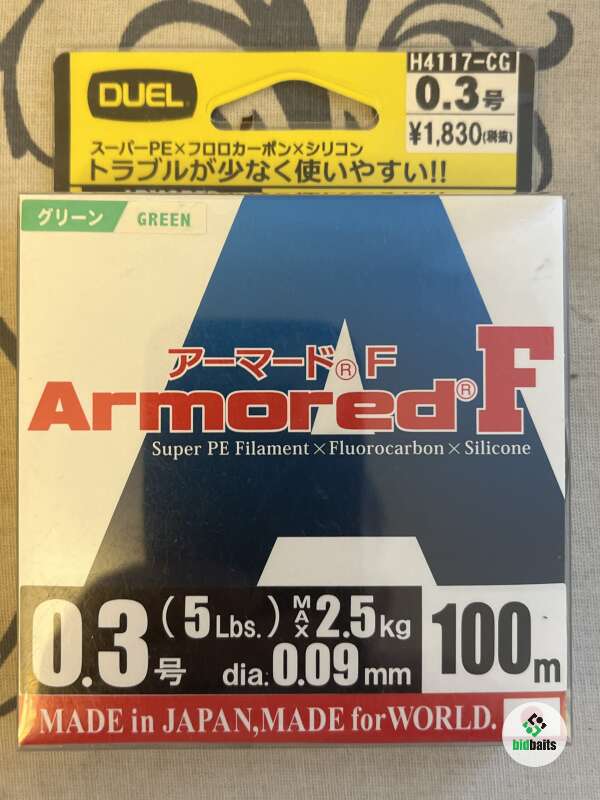 DUEL
H4117-CG
0.3号
¥1,830(税抜)
スーパーPE×フロロカーボン×シリコン
トラブルが少なく使いやすい!!
ARMORED
グリーン GREEN
アーマード® F
Armored® F
Super PE Filament×Fluorocarbon×Silicone
0.3号 (5Lbs.) MAX 2.5kg
dia. 0.09mm
100m
MADE in JAPAN, MADE for WORLD.
bidbaits